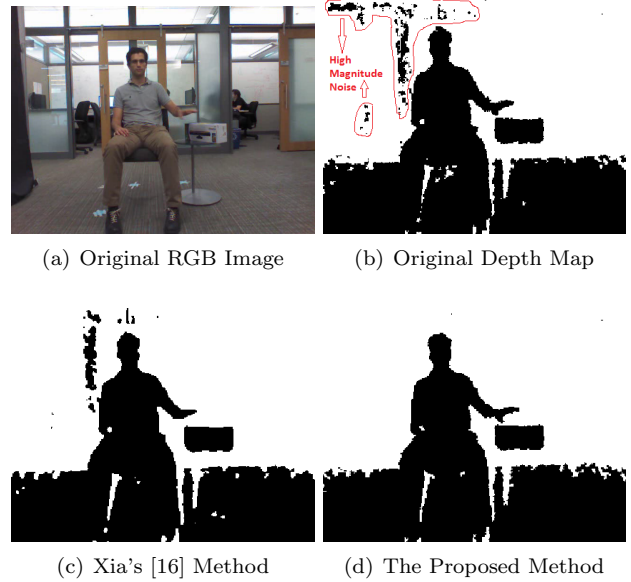 High
Magnitude
Noise
(a) Original RGB Image
(b) Original Depth Map
(c) Xia's [16] Method
(d) The Proposed Method